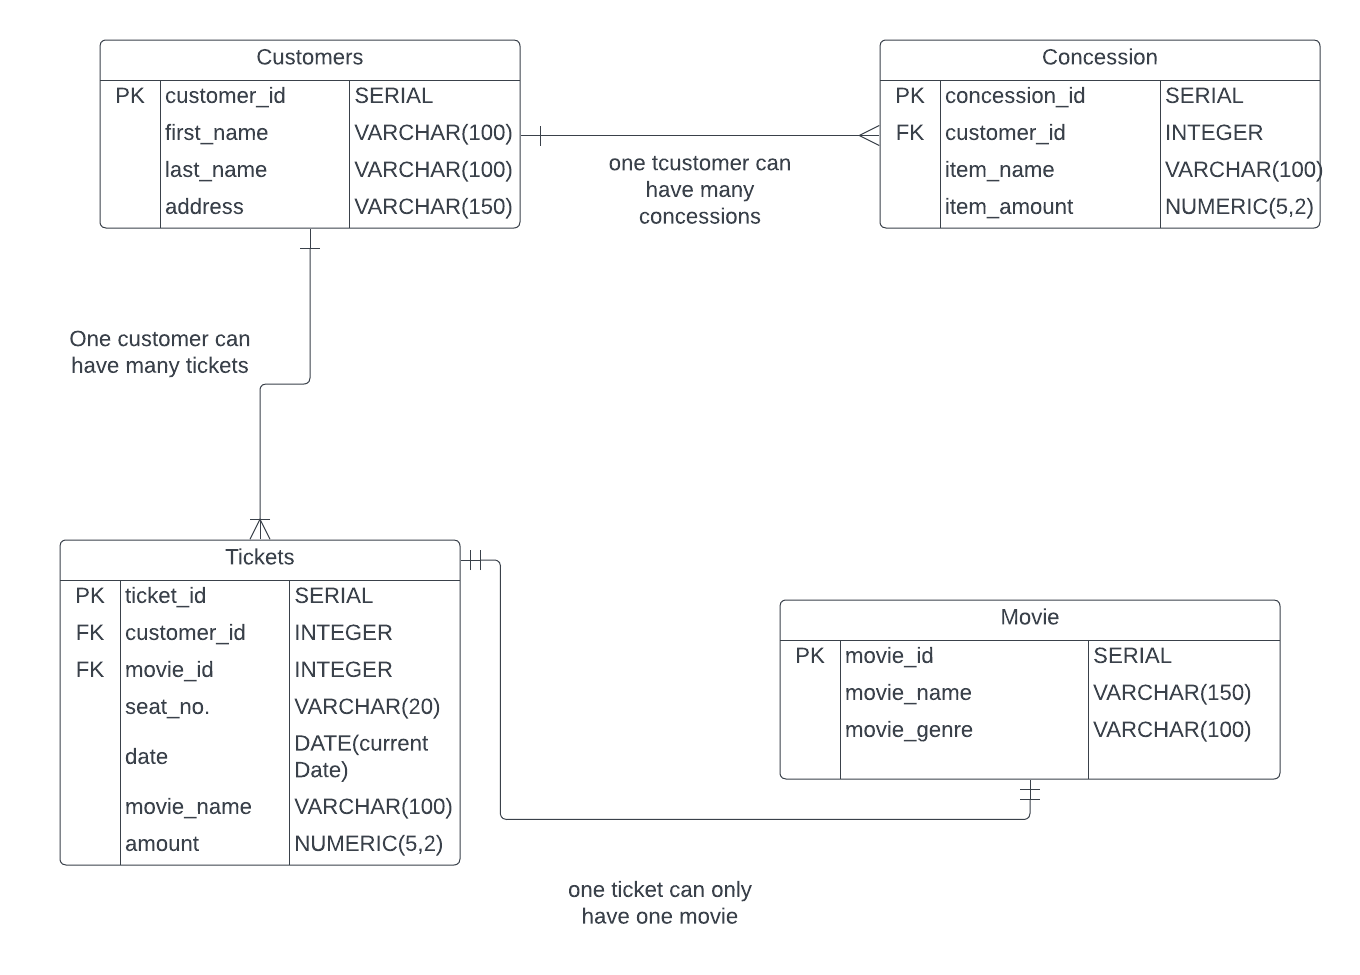 Customers
PK customer_id SERIAL
first_name VARCHAR(100)
last_name VARCHAR(100)
address VARCHAR(150)
Concession
PK concession_id SERIAL
FK customer_id INTEGER
item_name VARCHAR(100)
item_amount NUMERIC(5,2)
one tcustomer can
have many
concessions
One customer can
have many tickets
Tickets
PK ticket_id SERIAL
FK customer_id INTEGER
FK movie_id INTEGER
seat_no. VARCHAR(20)
date DATE(current
Date)
movie_name VARCHAR(100)
amount NUMERIC(5,2)
Movie
PK movie_id SERIAL
movie_name VARCHAR(150)
movie_genre VARCHAR(100)
one ticket can only
have one movie